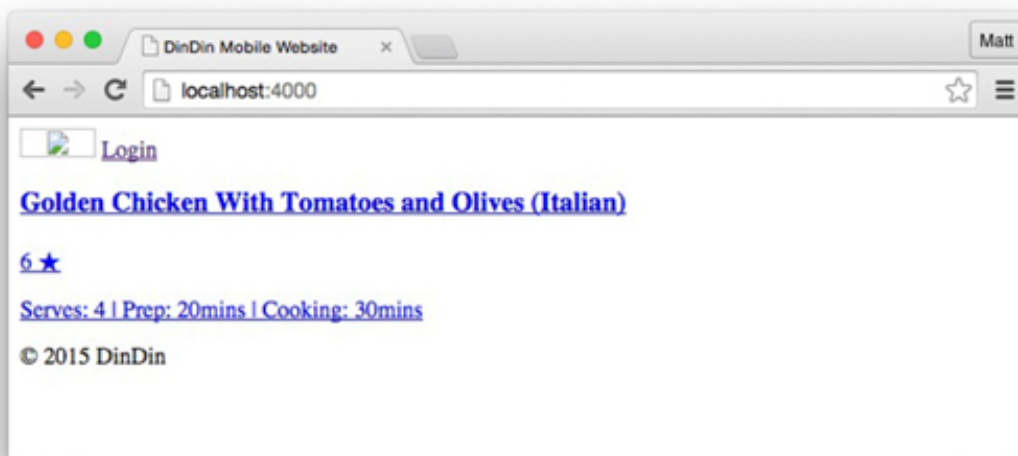 DinDin Mobile Website
Matt
localhost:4000
Login
Golden Chicken With Tomatoes and Olives (Italian)
6 ★
Serves: 4 | Prep: 20mins | Cooking: 30mins
© 2015 DinDin